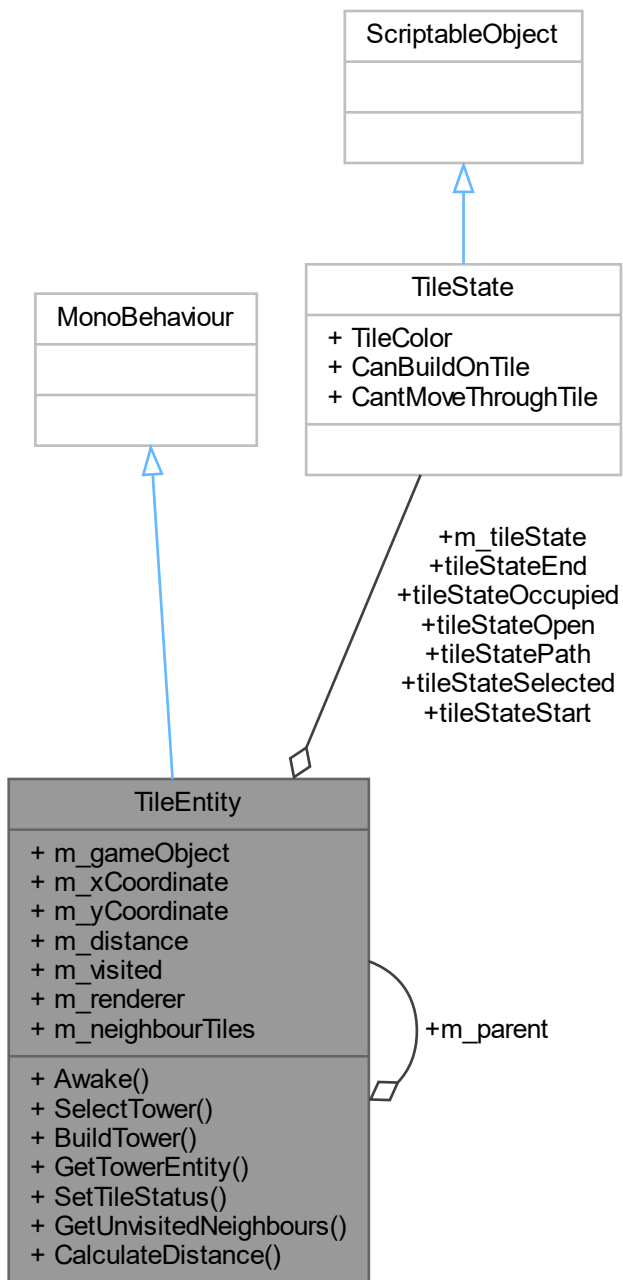 ScriptableObject
TileState
+ TileColor
+ CanBuildOnTile
+ CantMoveThroughTile
MonoBehaviour
+m_tileState
+tileStateEnd
+tileStateOccupied
+tileStateOpen
+tileStatePath
+tileStateSelected
+tileStateStart
TileEntity
+ m_gameObject
+ m_xCoordinate
+ m_yCoordinate
+ m_distance
+ m_visited
+ m_renderer
+ m_neighbourTiles
+m_parent
+ Awake()
+ SelectTower()
+ BuildTower()
+ GetTowerEntity()
+ SetTileStatus()
+ GetUnvisitedNeighbours()
+ CalculateDistance()